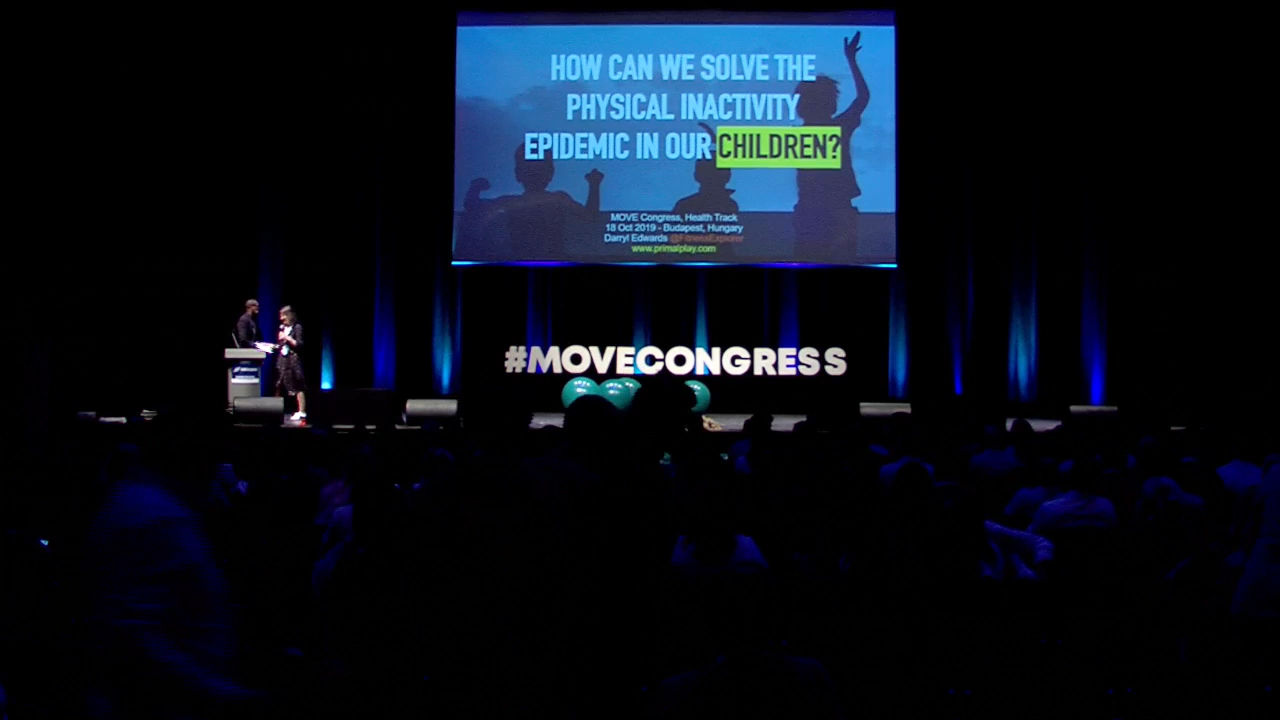 HOW CAN WE SOLVE THE
PHYSICAL INACTIVITY
EPIDEMIC IN OUR CHILDREN?
MOVE Congress, Health Track
18 Oct 2019 - Budapest, Hungary
Darryl Edwards @FitnessExplorer
www.primalplay.com
#MOVECONGRESS